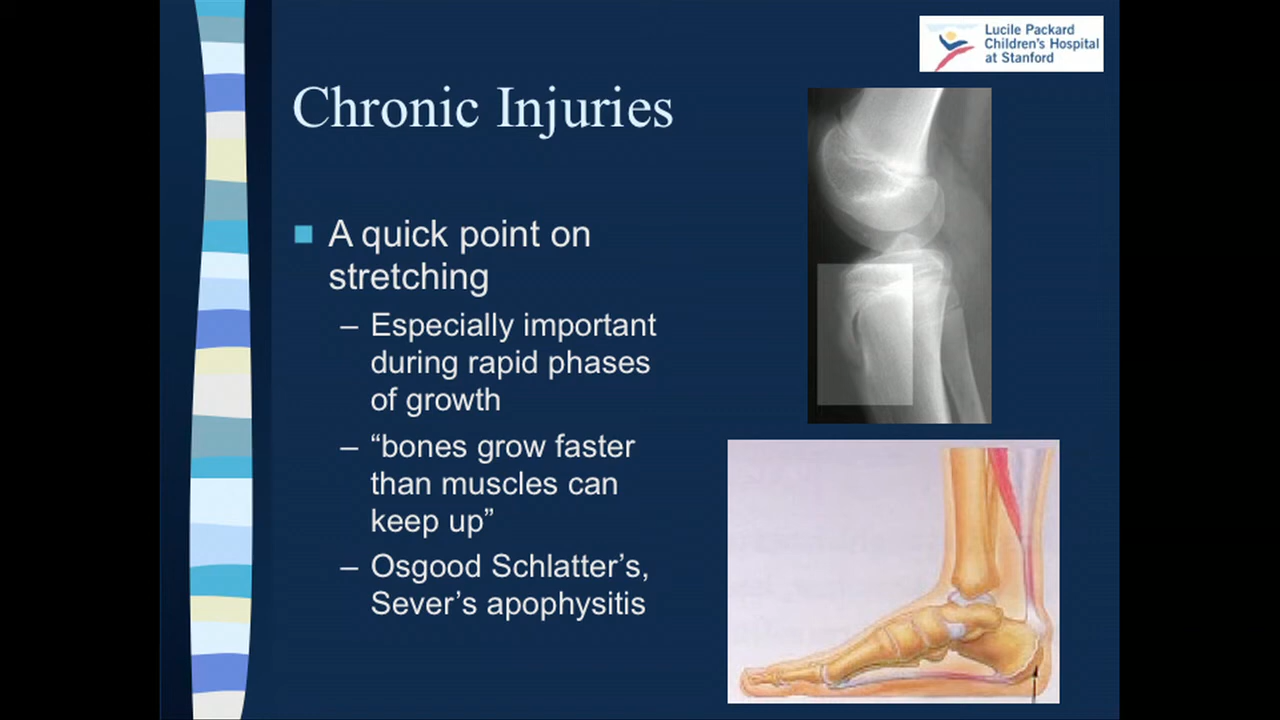 Lucile Packard
Children's Hospital
at Stanford
Chronic Injuries
A quick point on
stretching
– Especially important
during rapid phases
of growth
– “bones grow faster
than muscles can
keep up”
– Osgood Schlatter’s,
Sever’s apophysitis